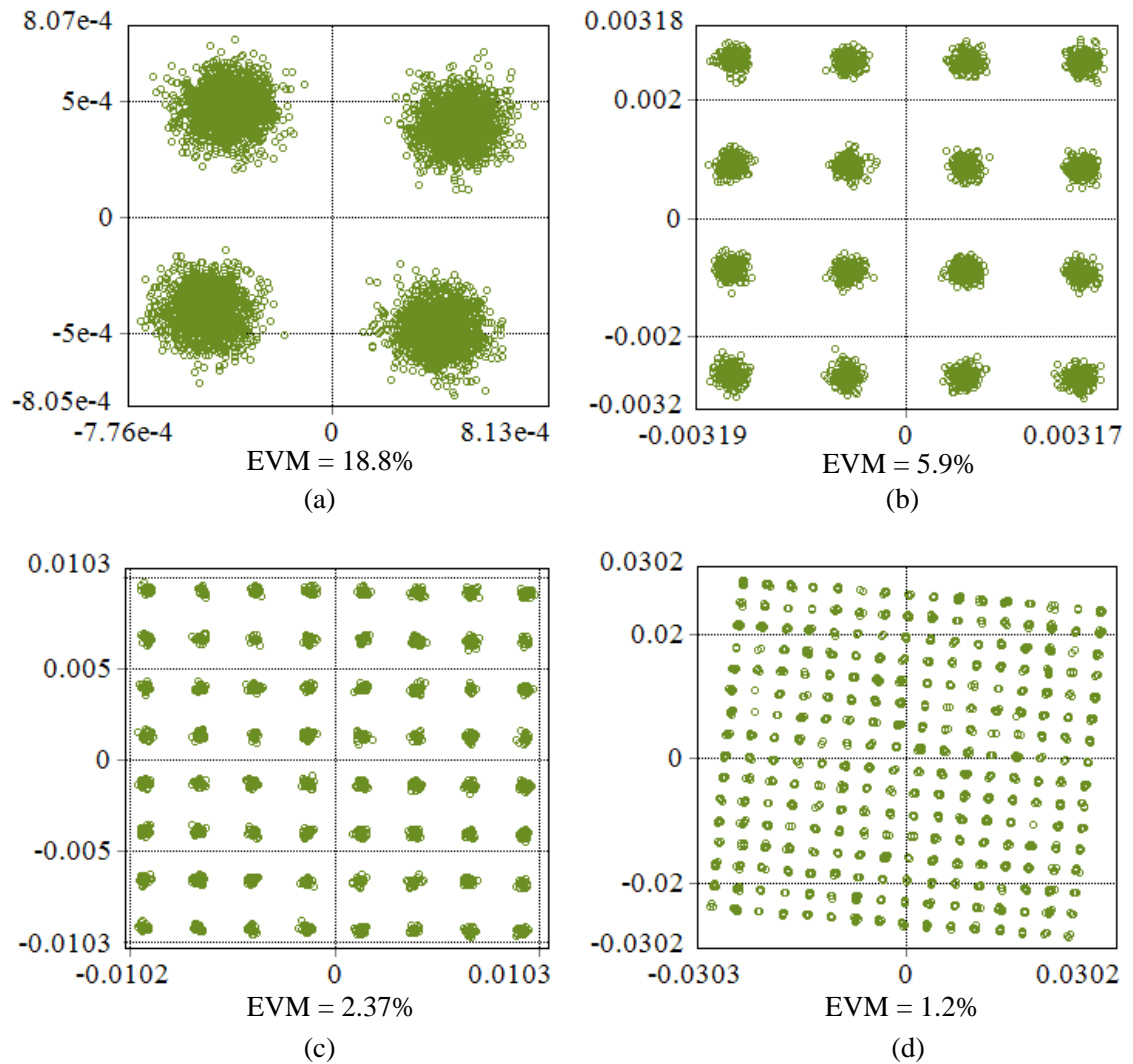 8.07e-4
5e-4
0
-5e-4
-8.05e-4
-7.76e-4 0 8.13e-4
EVM = 18.8%
(a)
0.00318
0.002
0
-0.002
-0.0032
-0.00319 0 0.00317
EVM = 5.9%
(b)
0.0103
0.005
0
-0.005
-0.0103
-0.0102 0 0.0103
EVM = 2.37%
(c)
0.0302
0.02
0
-0.02
-0.0302
-0.0303 0 0.0302
EVM = 1.2%
(d)